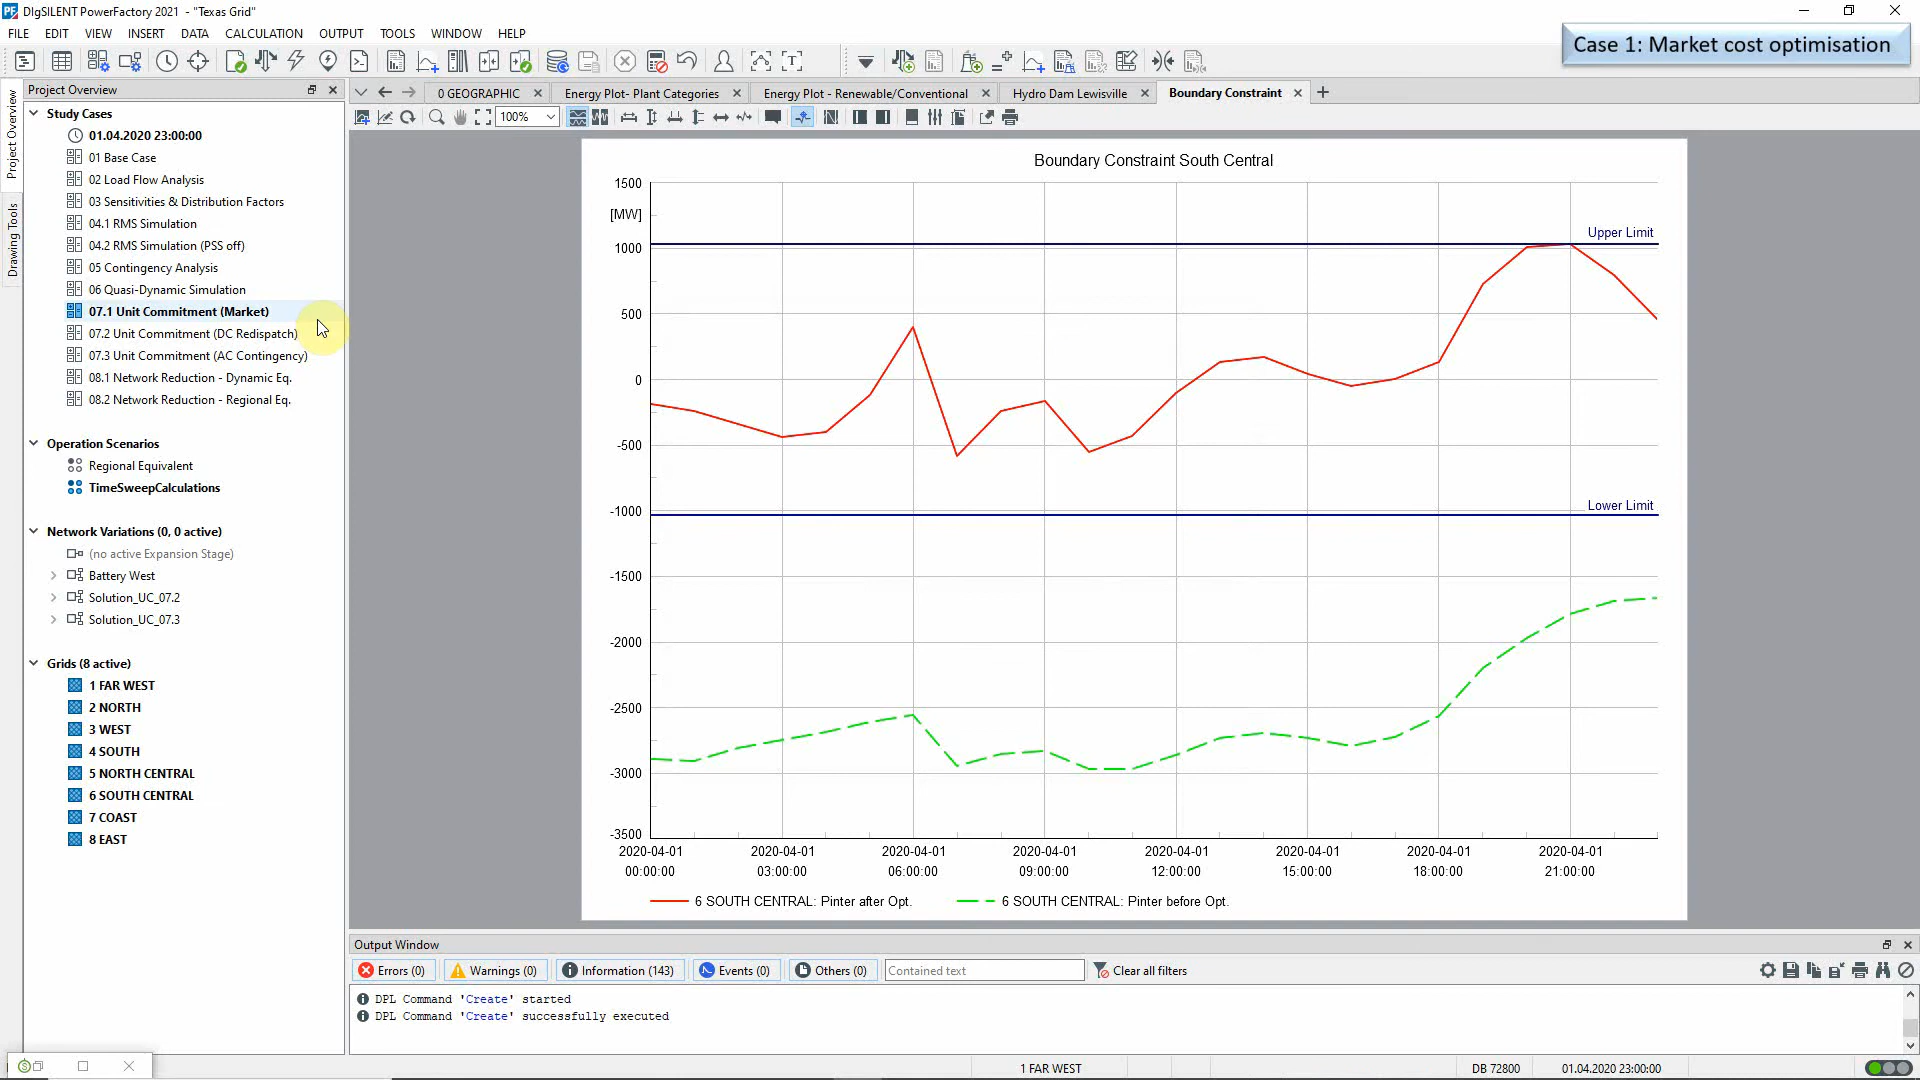 DIgSILENT PowerFactory 2021 - "Texas Grid"
FILE EDIT VIEW INSERT DATA CALCULATION OUTPUT TOOLS WINDOW HELP
Case 1: Market cost optimisation
Project Overview
Project Overview
Drawing Tools
Study Cases
01.04.2020 23:00:00
01 Base Case
02 Load Flow Analysis
03 Sensitivities & Distribution Factors
04.1 RMS Simulation
04.2 RMS Simulation (PSS off)
05 Contingency Analysis
06 Quasi-Dynamic Simulation
07.1 Unit Commitment (Market)
07.2 Unit Commitment (DC Redispatch)
07.3 Unit Commitment (AC Contingency)
08.1 Network Reduction - Dynamic Eq.
08.2 Network Reduction - Regional Eq.
Operation Scenarios
Regional Equivalent
TimeSweepCalculations
Network Variations (0, 0 active)
(no active Expansion Stage)
Battery West
Solution_UC_07.2
Solution_UC_07.3
Grids (8 active)
1 FAR WEST
2 NORTH
3 WEST
4 SOUTH
5 NORTH CENTRAL
6 SOUTH CENTRAL
7 COAST
8 EAST
0 GEOGRAPHIC Energy Plot- Plant Categories Energy Plot - Renewable/Conventional Hydro Dam Lewisville Boundary Constraint
100%
Boundary Constraint South Central
1500
[MW]
Upper Limit
1000
500
0
-500
Lower Limit
-1000
-1500
-2000
-2500
-3000
-3500
2020-04-01 2020-04-01 2020-04-01 2020-04-01 2020-04-01 2020-04-01 2020-04-01 2020-04-01
00:00:00 03:00:00 06:00:00 09:00:00 12:00:00 15:00:00 18:00:00 21:00:00
6 SOUTH CENTRAL: Pinter after Opt. 6 SOUTH CENTRAL: Pinter before Opt.
Output Window
Errors (0) Warnings (0) Information (143) Events (0) Others (0) Contained text Clear all filters
DPL Command 'Create' started
DPL Command 'Create' successfully executed
1 FAR WEST DB 72800 01.04.2020 23:00:00